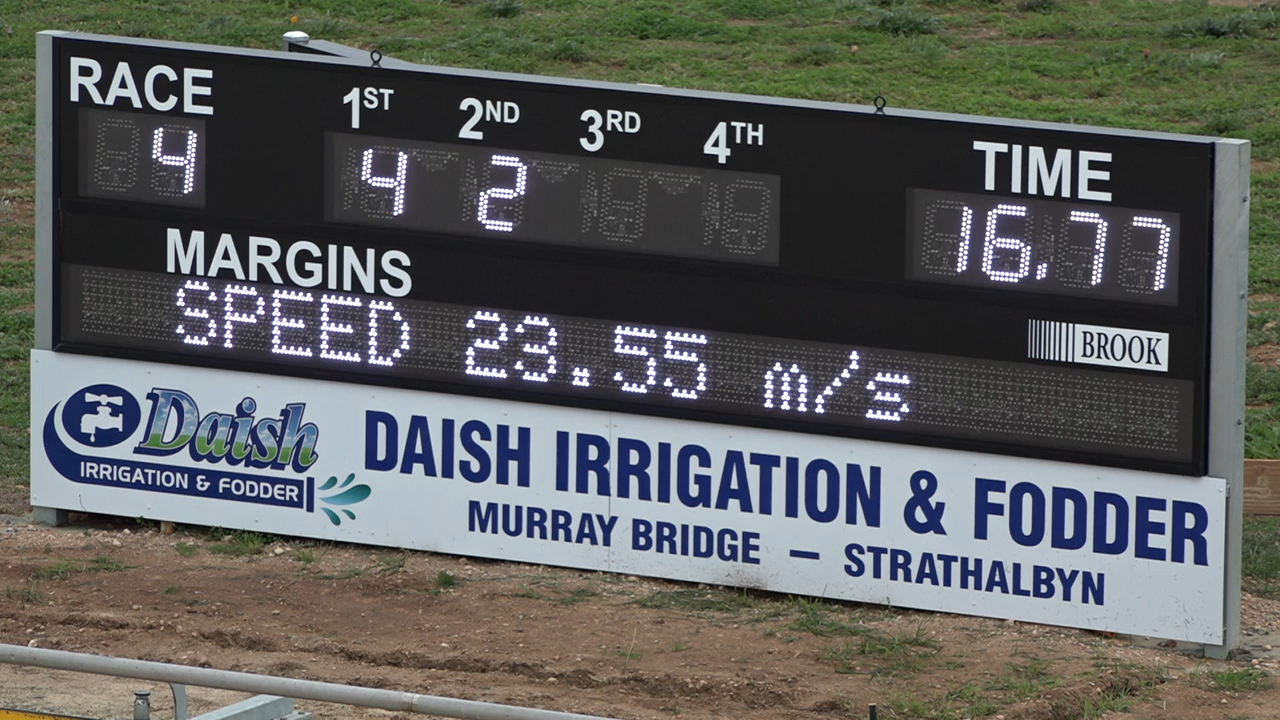 RACE 1ST 2ND 3RD 4TH TIME
4 4 2 16.77
MARGINS
SPEED 23.55 m/s
BROOK
Daish
IRRIGATION & FODDER
DAISH IRRIGATION & FODDER
MURRAY BRIDGE – STRATHALBYN